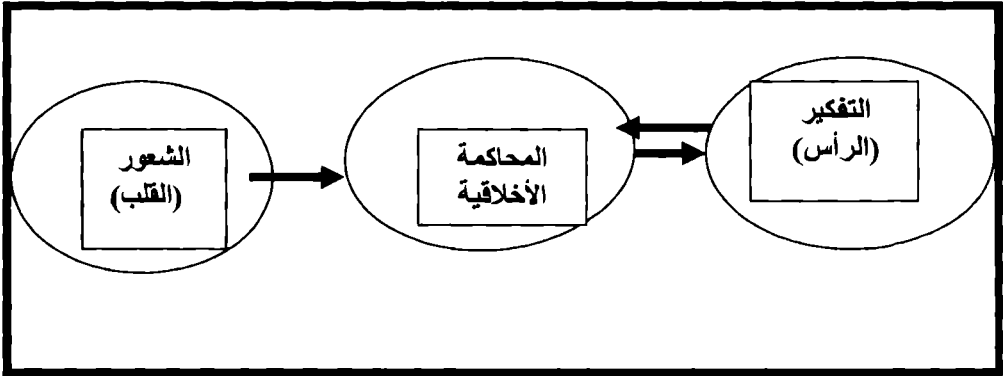 التفكير
(الرأس)
المحاكمة
الأخلاقية
الشعور
(القلب)